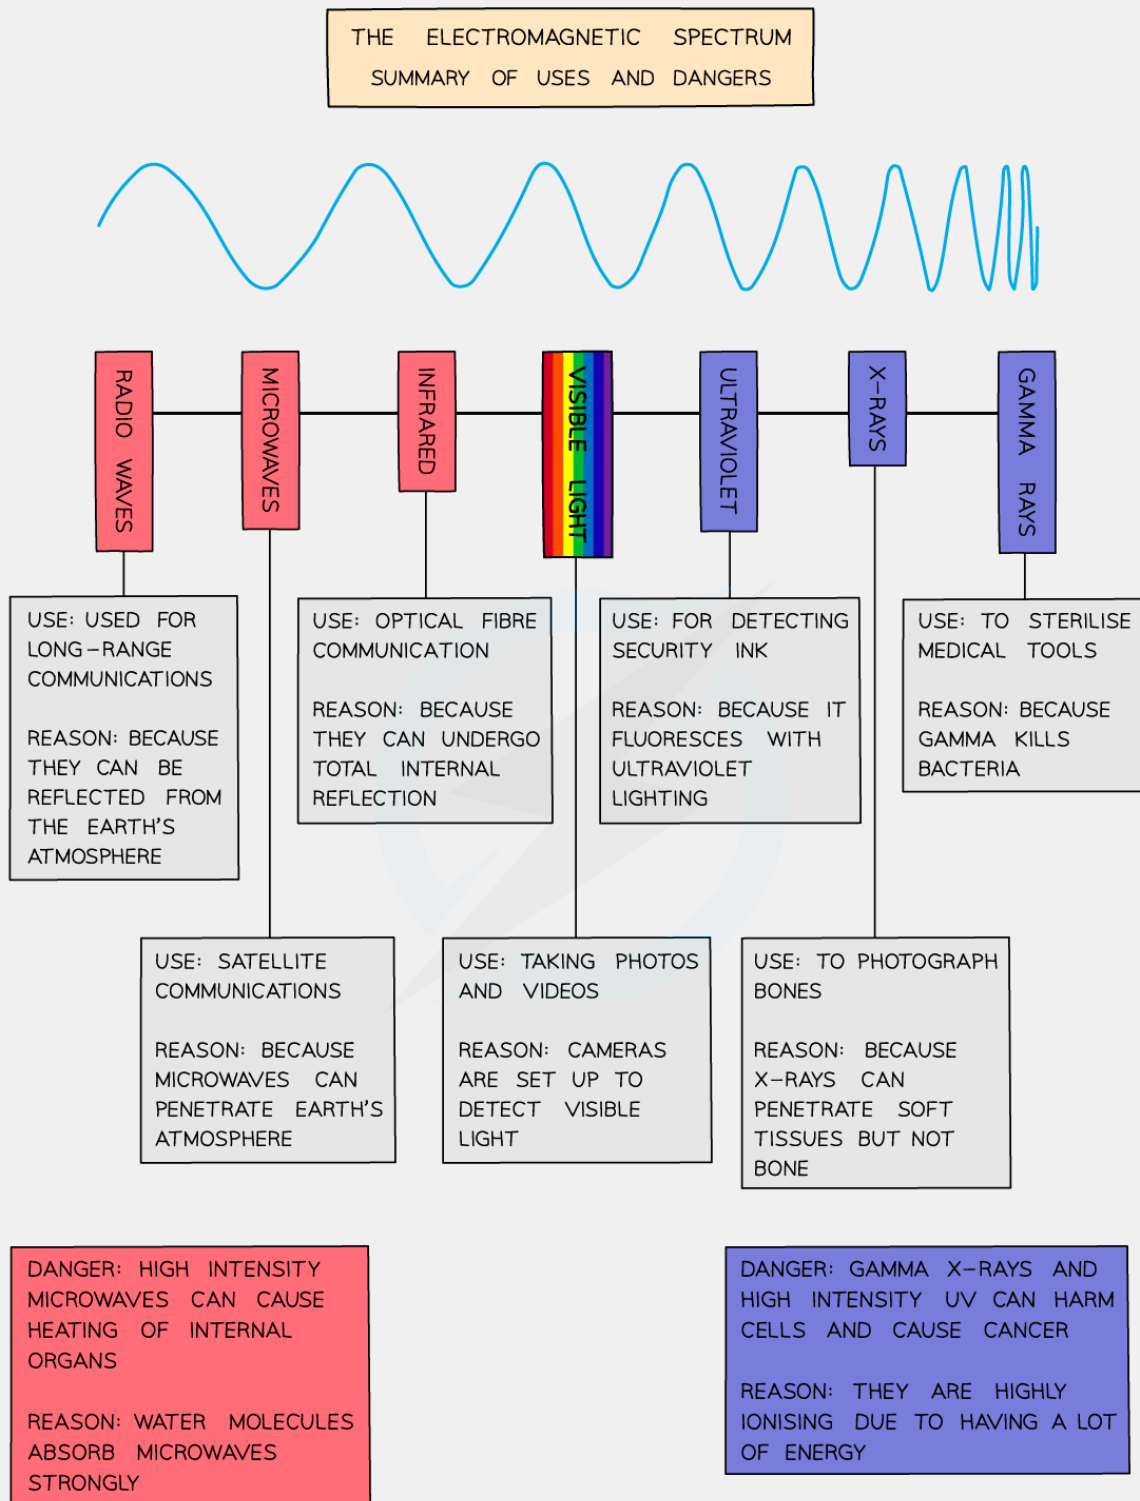 THE ELECTROMAGNETIC SPECTRUM
SUMMARY OF USES AND DANGERS
RADIO WAVES
MICROWAVES
INFRARED
VISIBLE LIGHT
ULTRAVIOLET
X-RAYS
GAMMA RAYS
USE: USED FOR
LONG-RANGE
COMMUNICATIONS
REASON: BECAUSE
THEY CAN BE
REFLECTED FROM
THE EARTH'S
ATMOSPHERE
USE: OPTICAL FIBRE
COMMUNICATION
REASON: BECAUSE
THEY CAN UNDERGO
TOTAL INTERNAL
REFLECTION
USE: FOR DETECTING
SECURITY INK
REASON: BECAUSE IT
FLUORESCES WITH
ULTRAVIOLET
LIGHTING
USE: TO STERILISE
MEDICAL TOOLS
REASON: BECAUSE
GAMMA KILLS
BACTERIA
USE: SATELLITE
COMMUNICATIONS
REASON: BECAUSE
MICROWAVES CAN
PENETRATE EARTH'S
ATMOSPHERE
USE: TAKING PHOTOS
AND VIDEOS
REASON: CAMERAS
ARE SET UP TO
DETECT VISIBLE
LIGHT
USE: TO PHOTOGRAPH
BONES
REASON: BECAUSE
X-RAYS CAN
PENETRATE SOFT
TISSUES BUT NOT
BONE
DANGER: HIGH INTENSITY
MICROWAVES CAN CAUSE
HEATING OF INTERNAL
ORGANS
REASON: WATER MOLECULES
ABSORB MICROWAVES
STRONGLY
DANGER: GAMMA X-RAYS AND
HIGH INTENSITY UV CAN HARM
CELLS AND CAUSE CANCER
REASON: THEY ARE HIGHLY
IONISING DUE TO HAVING A LOT
OF ENERGY